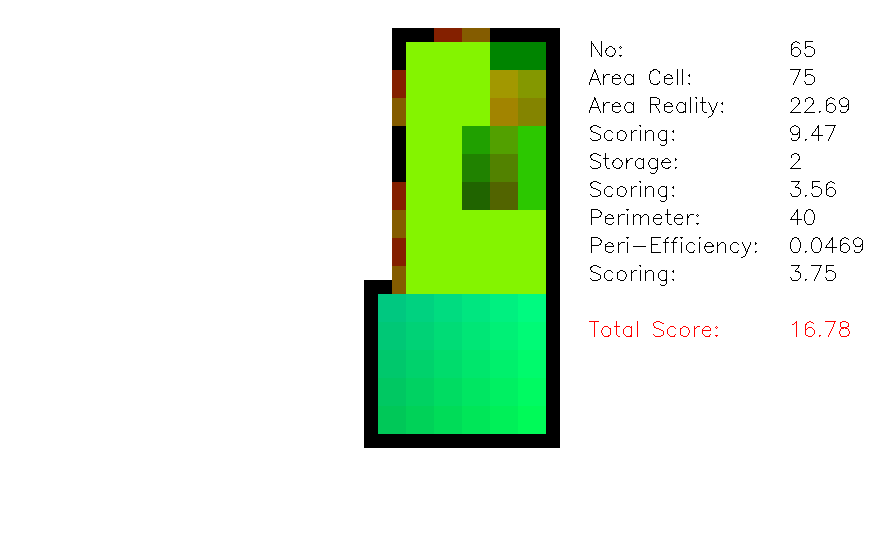 No: 65
Area Cell: 75
Area Reality: 22.69
Scoring: 9.47
Storage: 2
Scoring: 3.56
Perimeter: 40
Peri-Efficiency: 0.0469
Scoring: 3.75
Total Score: 16.78